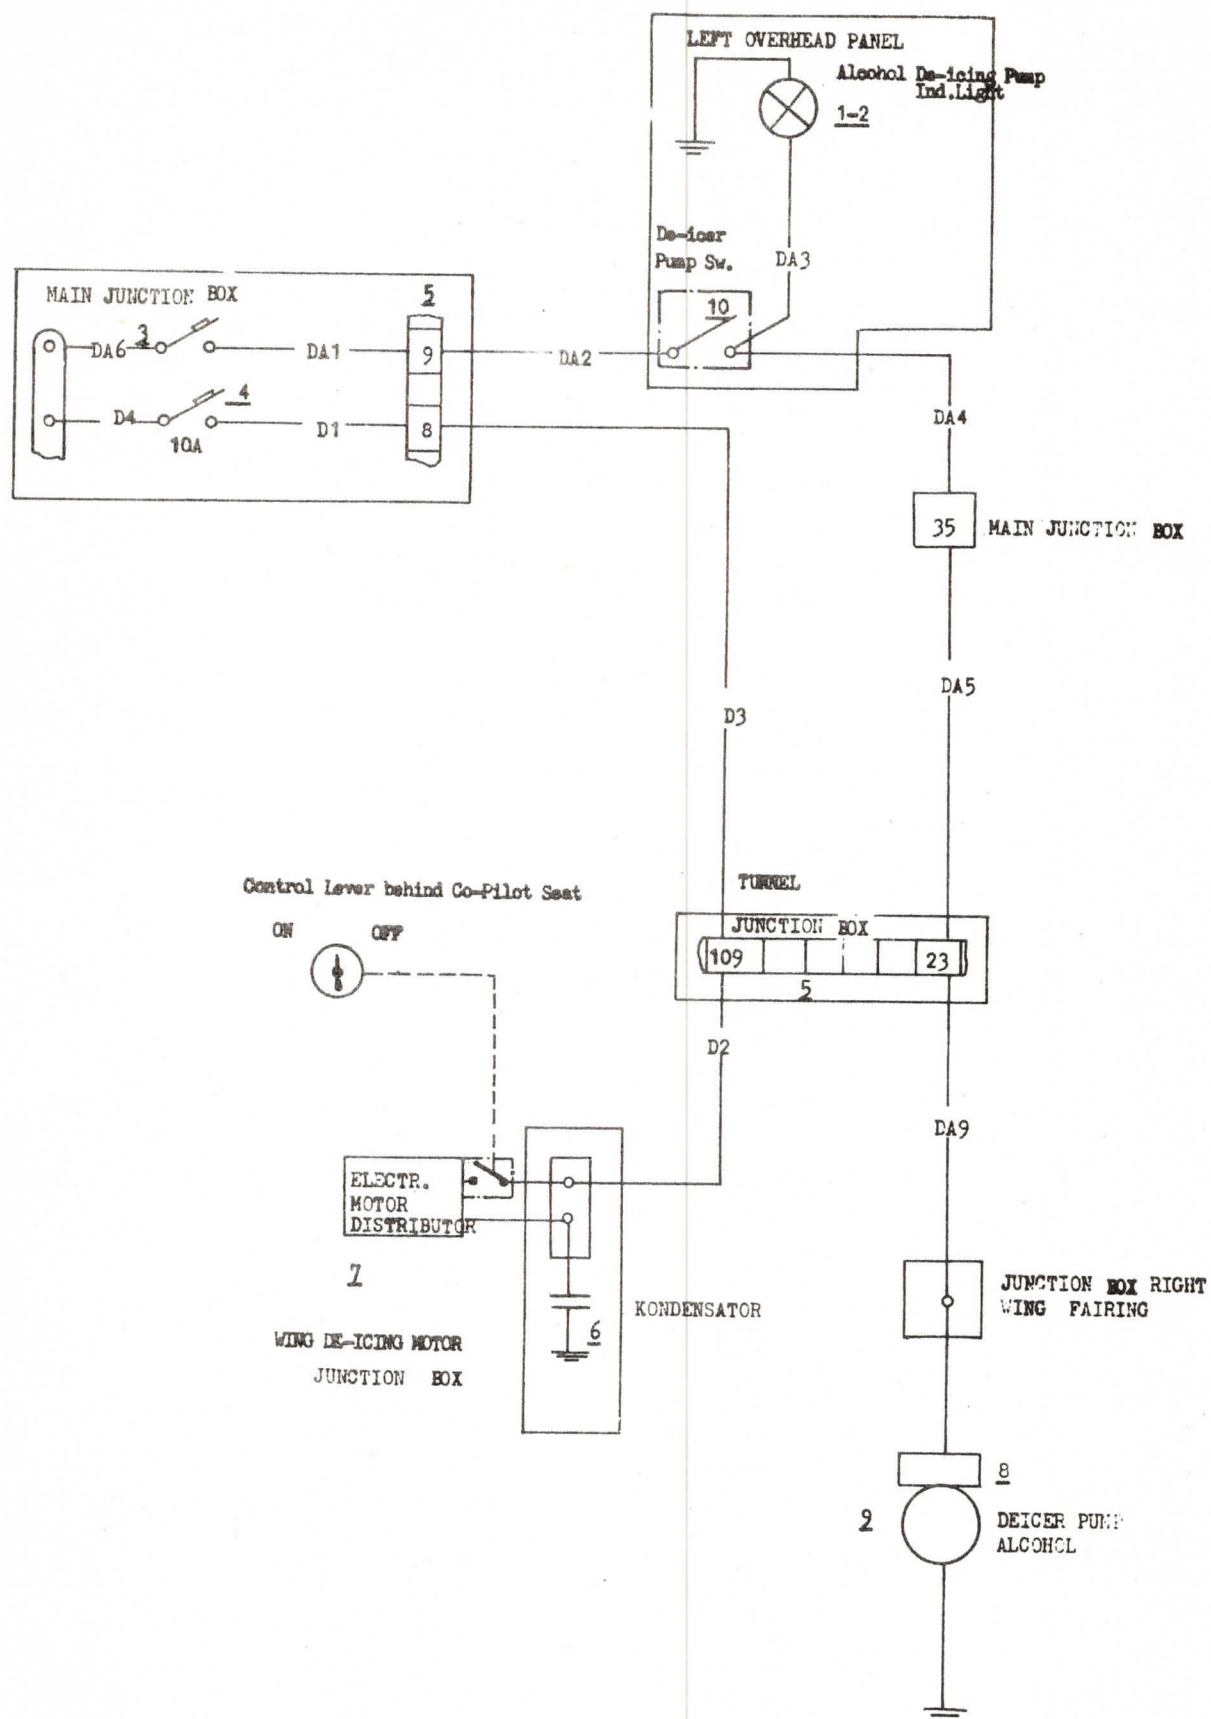 LEFT OVERHEAD PANEL
Alcohol De-icing Pump
Ind.Light
1-2
De-icer
Pump Sw.
DA3
10
MAIN JUNCTION BOX
5
DA6
3
DA1
9
DA2
D4
4
10A
D1
8
DA4
35
MAIN JUNCTION BOX
DA5
D3
Control Lever behind Co-Pilot Seat
ON
OFF
TUNNEL
JUNCTION BOX
109
23
5
D2
DA9
ELECTR.
MOTOR
DISTRIBUTOR
7
WING DE-ICING MOTOR
JUNCTION BOX
KONDENSATOR
6
JUNCTION BOX RIGHT
WING FAIRING
8
9
DEICER PUMP
ALCOHOL